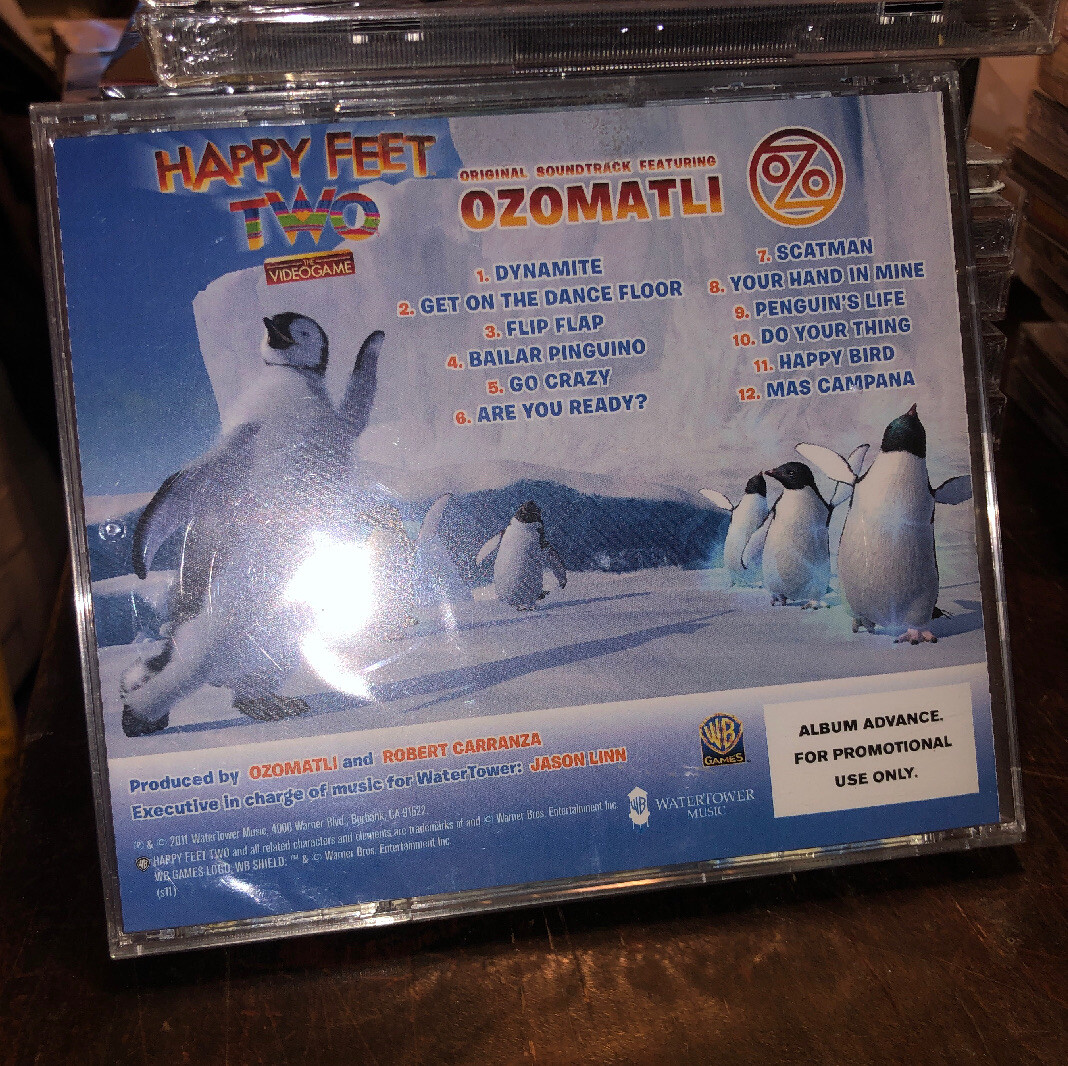 HAPPY FEET
TWO
THE
VIDEOGAME
ORIGINAL SOUNDTRACK FEATURING
OZOMATLI
OZO
1. DYNAMITE
2. GET ON THE DANCE FLOOR
3. FLIP FLAP
4. BAILAR PINGUINO
5. GO CRAZY
6. ARE YOU READY?
7. SCATMAN
8. YOUR HAND IN MINE
9. PENGUIN'S LIFE
10. DO YOUR THING
11. HAPPY BIRD
12. MAS CAMPANA
Produced by OZOMATLI and ROBERT CARRANZA
Executive in charge of music for WaterTower: JASON LINN
℗ & © 2011 WaterTower Music, 4000 Warner Blvd., Burbank, CA 91522.
HAPPY FEET TWO and all related characters and elements are trademarks of and © Warner Bros. Entertainment Inc.
WB GAMES LOGO, WB SHIELD: ™ & © Warner Bros. Entertainment Inc.
(s11)
WB
GAMES
WB
WATERTOWER
MUSIC
ALBUM ADVANCE.
FOR PROMOTIONAL
USE ONLY.